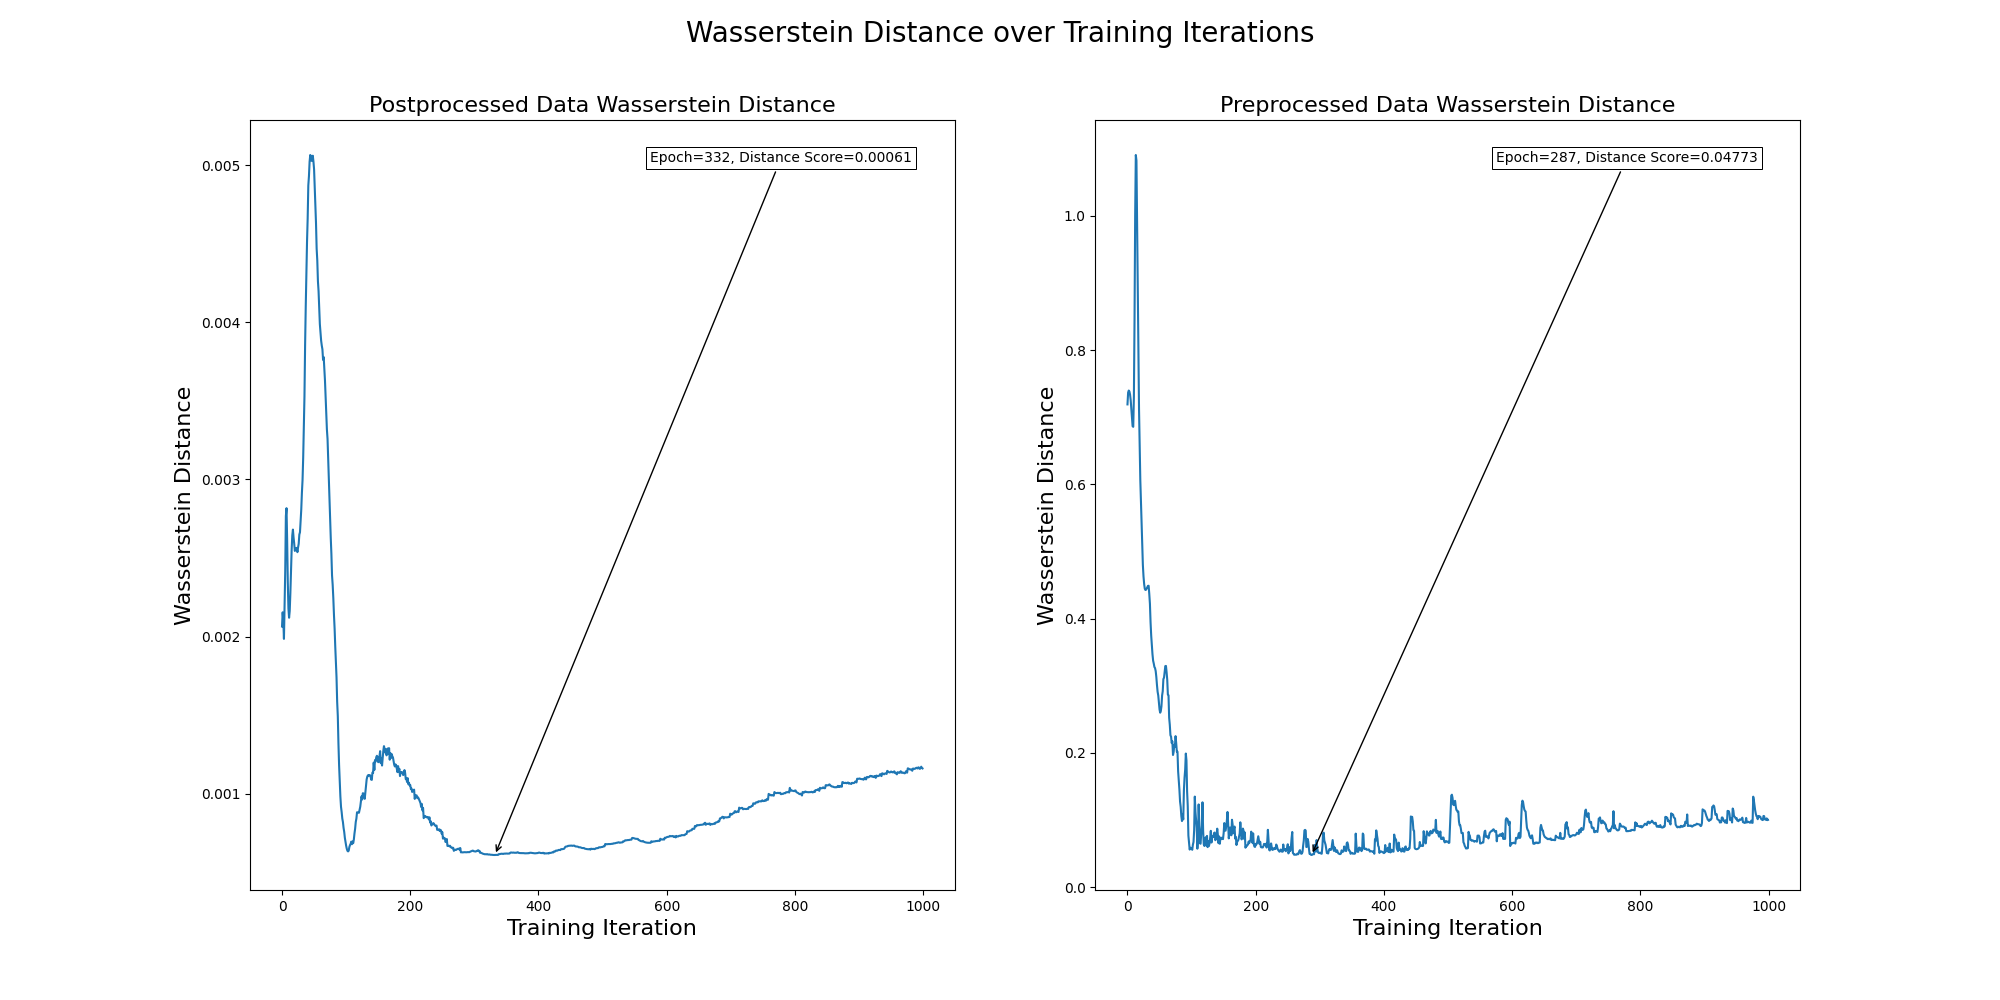 Wasserstein Distance over Training Iterations
Postprocessed Data Wasserstein Distance
Epoch=332, Distance Score=0.00061
0.005
0.004
0.003
0.002
0.001
Wasserstein Distance
0 200 400 600 800 1000
Training Iteration
Preprocessed Data Wasserstein Distance
Epoch=287, Distance Score=0.04773
1.0
0.8
0.6
0.4
0.2
0.0
Wasserstein Distance
0 200 400 600 800 1000
Training Iteration